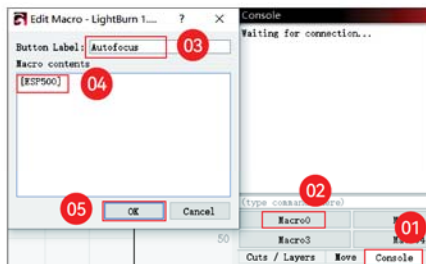 Edit Macro - LightBurn 1....
?
×
Console
Button Label:
Autofocus
03
Macro contents
[ESP500]
04
05
OK
Cancel
Waiting for connection...
02
Macro0
01
50
Macro3
Cuts / Layers
Move
Console